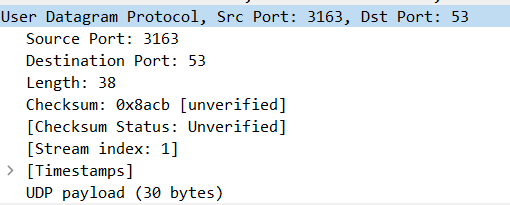 User Datagram Protocol, Src Port: 3163, Dst Port: 53
Source Port: 3163
Destination Port: 53
Length: 38
Checksum: 0x8acb [unverified]
[Checksum Status: Unverified]
[Stream index: 1]
[Timestamps]
UDP payload (30 bytes)